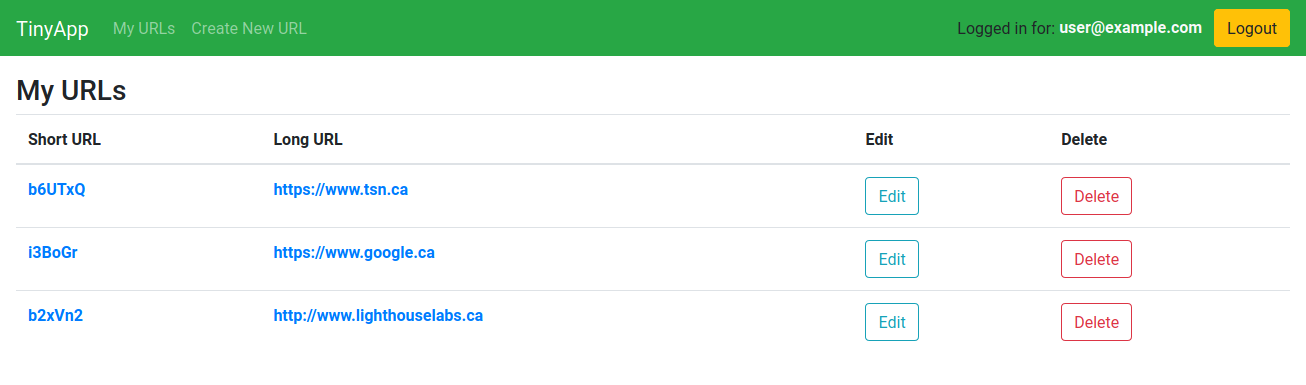 TinyApp My URLs Create New URL Logged in for: user@example.com Logout
My URLs
Short URL Long URL Edit Delete
b6UTxQ https://www.tsn.ca Edit Delete
i3BoGr https://www.google.ca Edit Delete
b2xVn2 http://www.lighthouselabs.ca Edit Delete